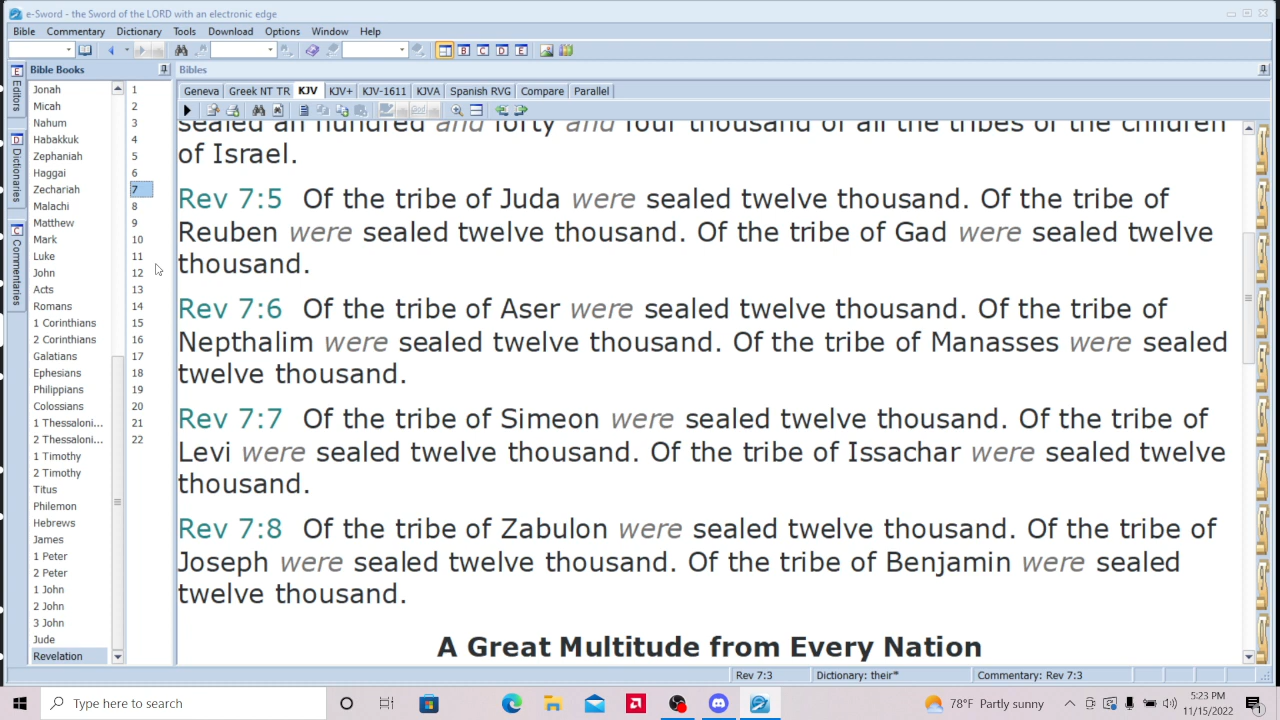 e-Sword - the Sword of the LORD with an electronic edge
Bible Commentary Dictionary Tools Download Options Window Help
B C D E
Bible Books
Bibles
E Editors
D Dictionaries
C Commentaries
Jonah
Micah
Nahum
Habakkuk
Zephaniah
Haggai
Zechariah
Malachi
Matthew
Mark
Luke
John
Acts
Romans
1 Corinthians
2 Corinthians
Galatians
Ephesians
Philippians
Colossians
1 Thessaloni...
2 Thessaloni...
1 Timothy
2 Timothy
Titus
Philemon
Hebrews
James
1 Peter
2 Peter
1 John
2 John
3 John
Jude
Revelation
1
2
3
4
5
6
7
8
9
10
11
12
13
14
15
16
17
18
19
20
21
22
Geneva Greek NT TR KJV KJV+ KJV-1611 KJVA Spanish RVG Compare Parallel
sealed an hundred and forty and four thousand of all the tribes of the children
of Israel.
Rev 7:5 Of the tribe of Juda were sealed twelve thousand. Of the tribe of
Reuben were sealed twelve thousand. Of the tribe of Gad were sealed twelve
thousand.
Rev 7:6 Of the tribe of Aser were sealed twelve thousand. Of the tribe of
Nepthalim were sealed twelve thousand. Of the tribe of Manasses were sealed
twelve thousand.
Rev 7:7 Of the tribe of Simeon were sealed twelve thousand. Of the tribe of
Levi were sealed twelve thousand. Of the tribe of Issachar were sealed twelve
thousand.
Rev 7:8 Of the tribe of Zabulon were sealed twelve thousand. Of the tribe of
Joseph were sealed twelve thousand. Of the tribe of Benjamin were sealed
twelve thousand.
A Great Multitude from Every Nation
1
2
3
4
5
6
7
8
9
0
Rev 7:3 Dictionary: their* Commentary: Rev 7:3
Type here to search
78°F Partly sunny
5:23 PM
11/15/2022
1